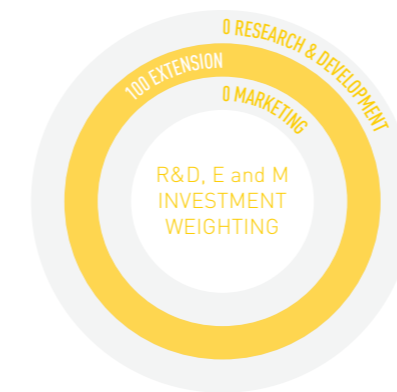 0 RESEARCH & DEVELOPMENT
100 EXTENSION
0 MARKETING
R&D, E and M
INVESTMENT
WEIGHTING